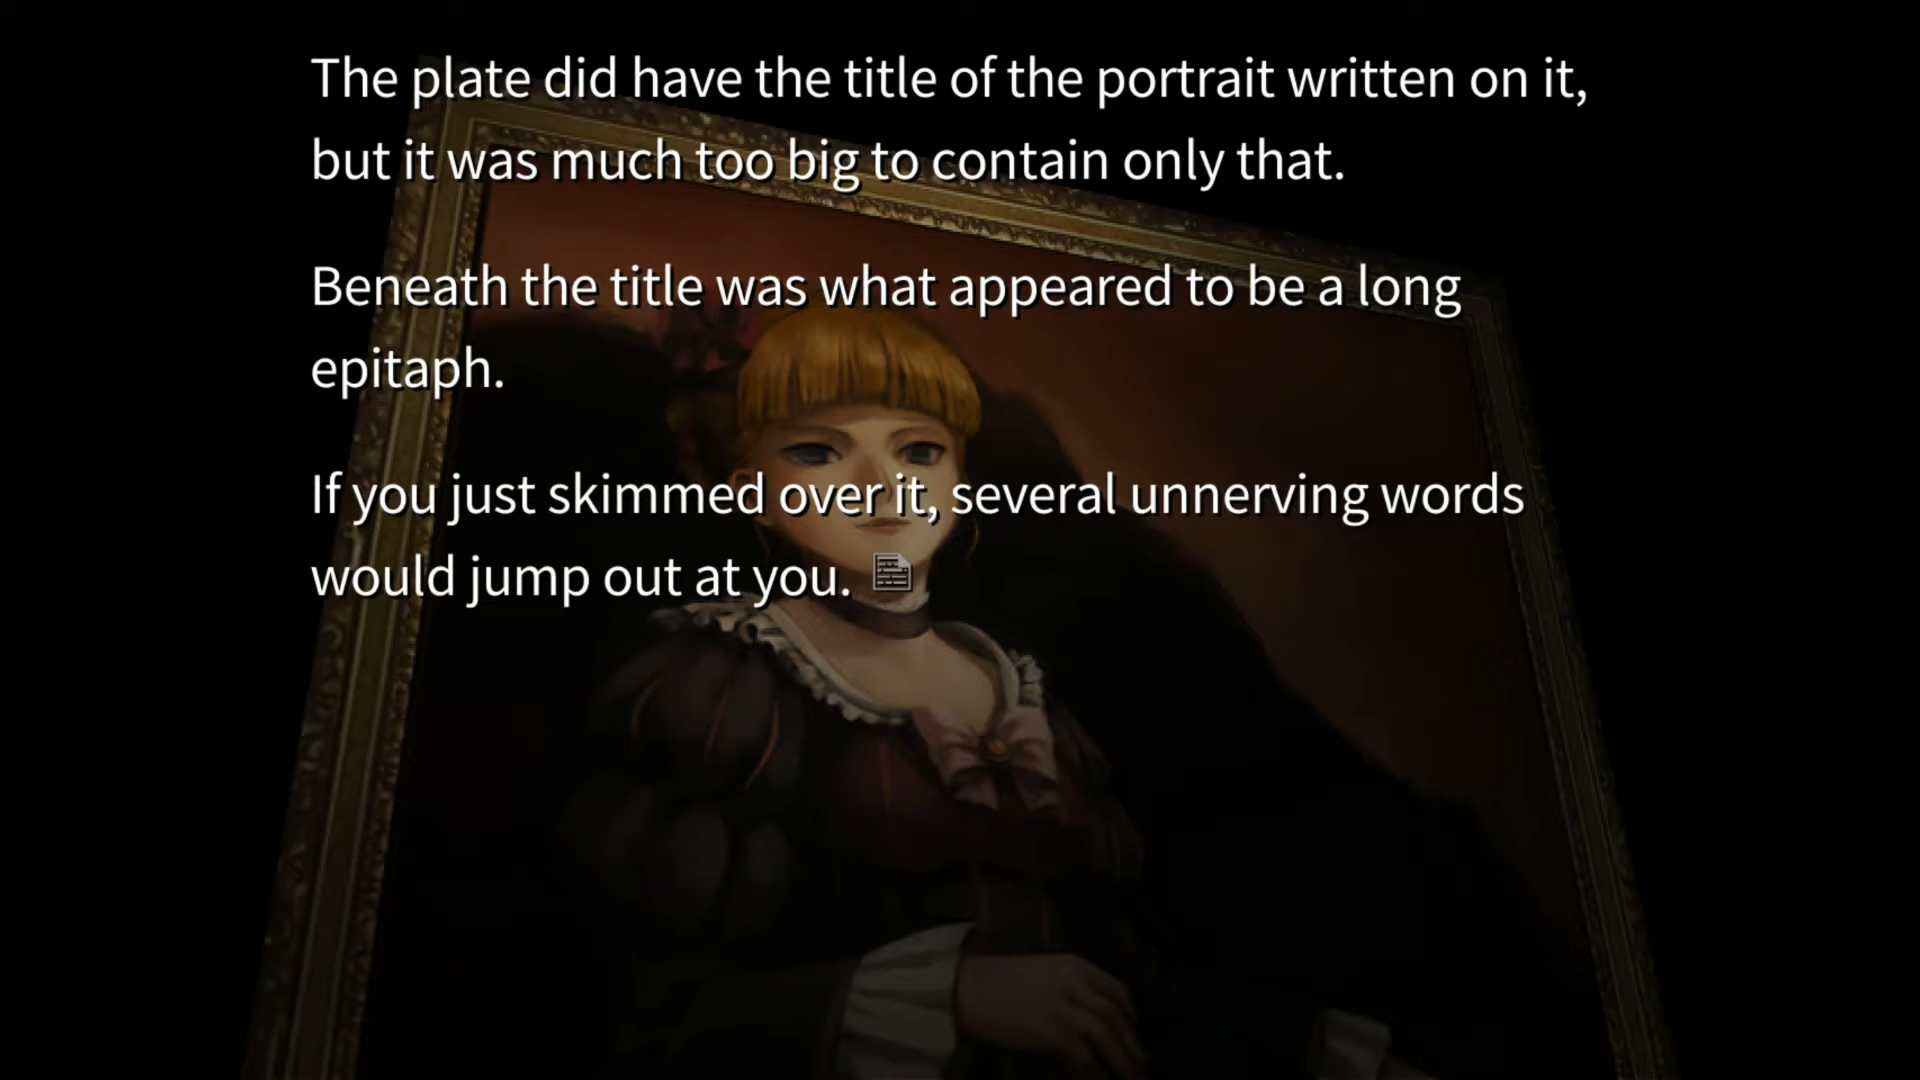 The plate did have the title of the portrait written on it,
but it was much too big to contain only that.
Beneath the title was what appeared to be a long
epitaph.
If you just skimmed over it, several unnerving words
would jump out at you.